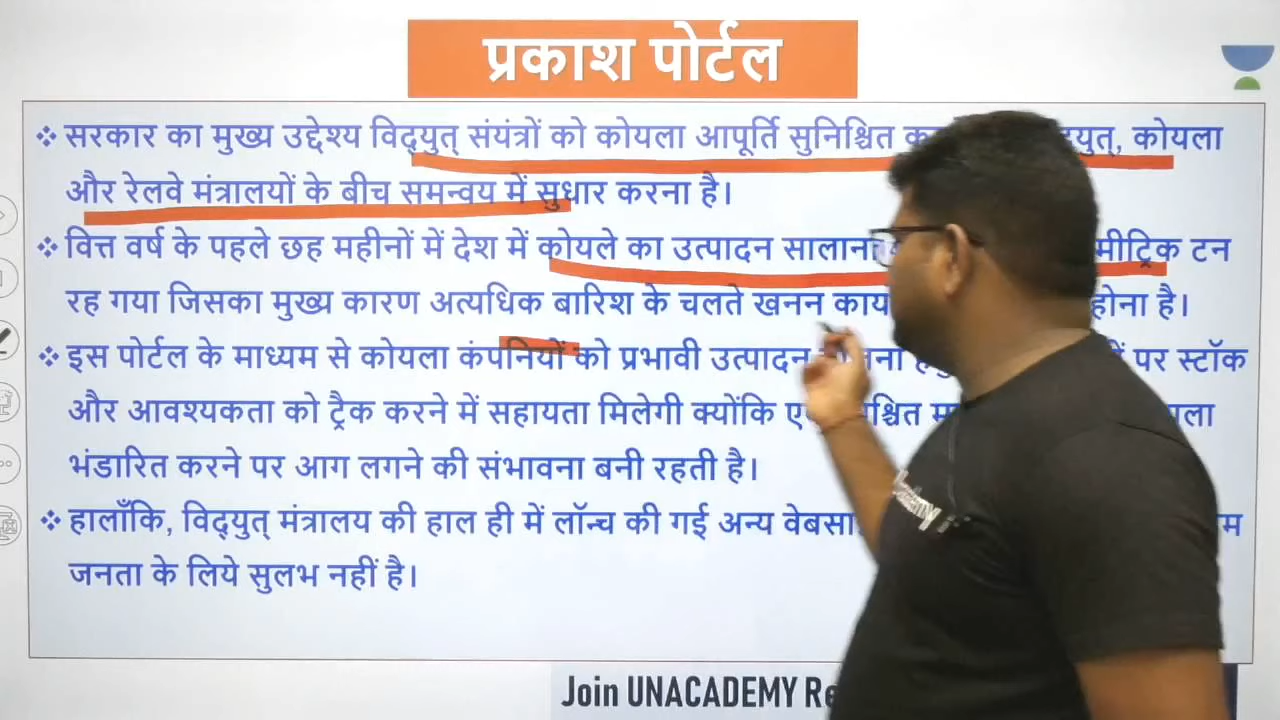 प्रकाश पोर्टल
❖ सरकार का मुख्य उद्देश्य विद्युत् संयंत्रों को कोयला आपूर्ति सुनिश्चित कोयला
और रेलवे मंत्रालयों के बीच समन्वय में सुधार करना है।
❖ वित्त वर्ष के पहले छह महीनों में देश में कोयले का उत्पादन सालाना मीट्रिक टन
रह गया जिसका मुख्य कारण अत्यधिक बारिश के चलते खनन होना है।
❖ इस पोर्टल के माध्यम से कोयला कंपनियों को प्रभावी उत्पादन पर स्टॉक
और आवश्यकता को ट्रैक करने में सहायता मिलेगी क्योंकि
भंडारित करने पर आग लगने की संभावना बनी रहती है।
❖ हालाँकि, विद्युत् मंत्रालय की हाल ही में लॉन्च की गई अन्य
जनता के लिये सुलभ नहीं है।
Join UNACADEMY